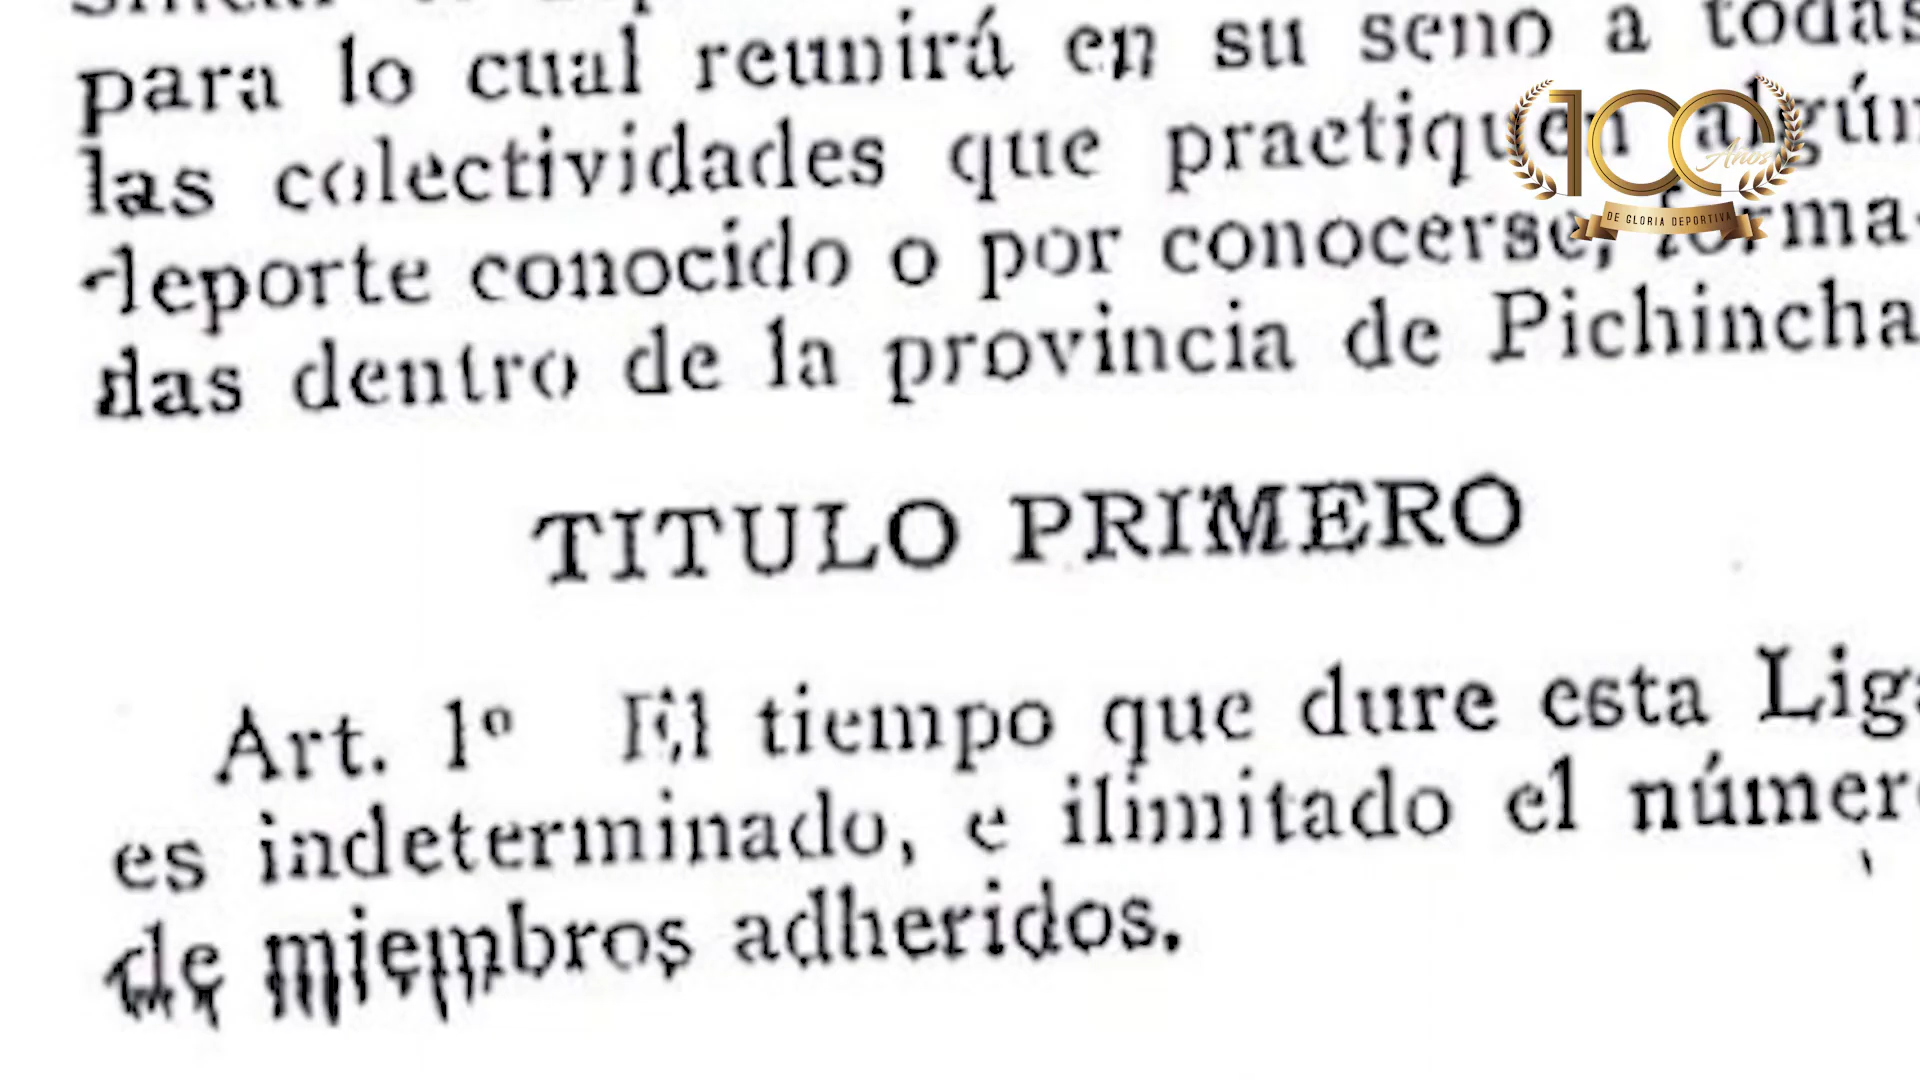 para lo cual reunirá en su seno a todas
las colectividades que practiquen algún
deporte conocido o por conocerse, forma-
das dentro de la provincia de Pichincha
TITULO PRIMERO
Art. 1º El tiempo que dure esta Liga
es indeterminado, e ilimitado el número
de miembros adheridos.
100 Años
DE GLORIA DEPORTIVA